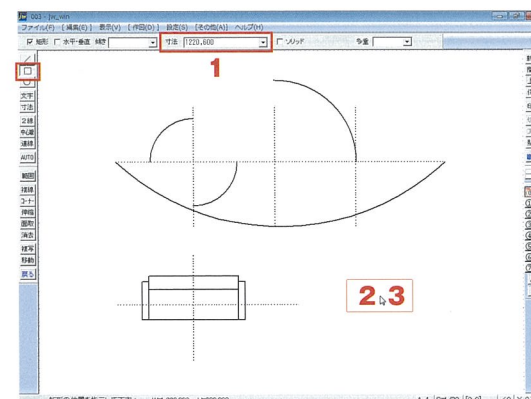 003 - jw_win
ファイル(F) [編集(E)] 表示(V) [作図(D)] 設定(S) [その他(A)] ヘルプ(H)
矩形 水平・垂直 傾き 寸法 1220,600 ソリッド 多重
1
文字
寸法
2線
中心線
連線
AUTO
範囲
複線
コーナー
伸縮
面取
消去
複写
移動
戻る
2 3